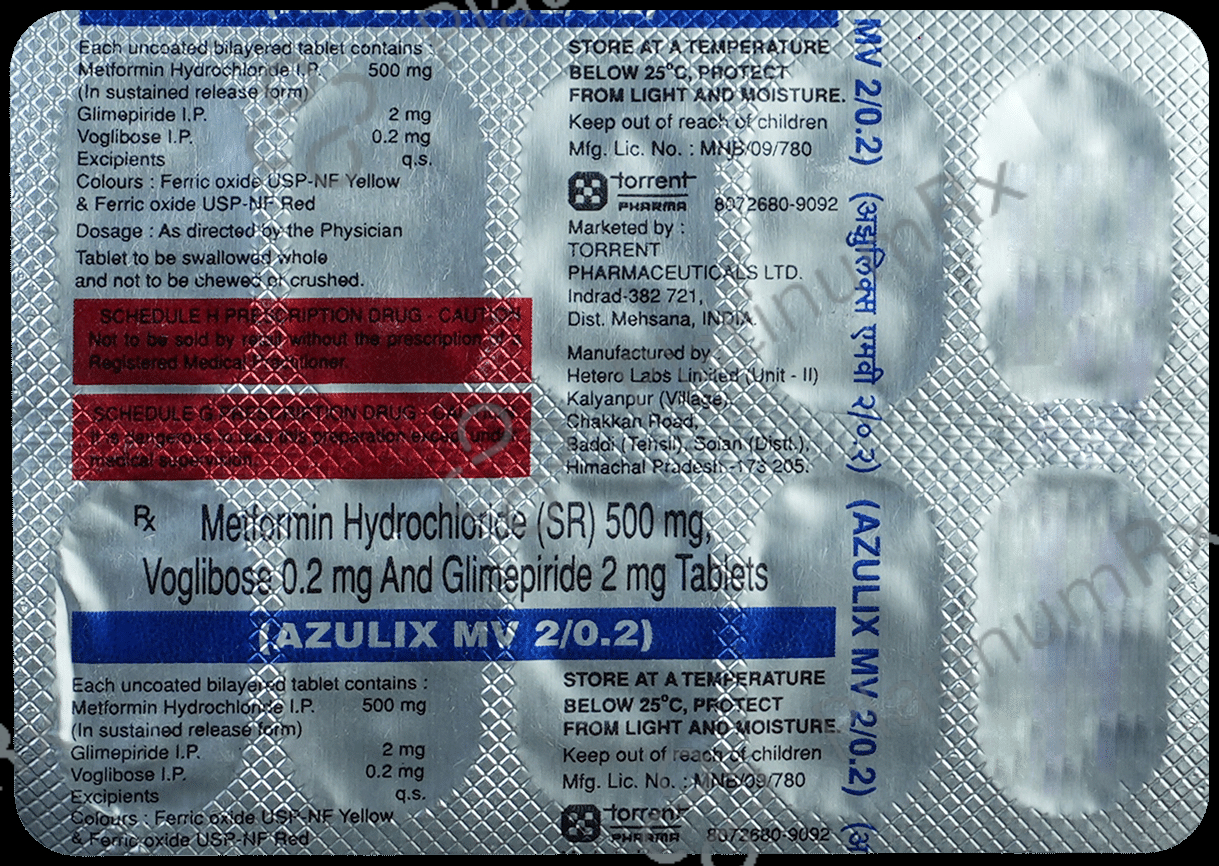 Each uncoated bilayered tablet contains :
Metformin Hydrochloride I.P. 500 mg
(In sustained release form)
Glimepiride I.P. 2 mg
Voglibose I.P. 0.2 mg
Excipients q.s.
Colours : Ferric oxide USP-NF Yellow
& Ferric oxide USP-NF Red
Dosage : As directed by the Physician
Tablet to be swallowed whole
and not to be chewed or crushed.
SCHEDULE H PRESCRIPTION DRUG - CAUTION
Not to be sold by retail without the prescription of a
Registered Medical Practitioner.
SCHEDULE G PRESCRIPTION DRUG - CAUTION
It is dangerous to take this preparation except under
medical supervision.
STORE AT A TEMPERATURE
BELOW 25°C, PROTECT
FROM LIGHT AND MOISTURE.
Keep out of reach of children
Mfg. Lic. No. : MNB/09/780
torrent
PHARMA 8072680-9092
Marketed by :
TORRENT
PHARMACEUTICALS LTD.
Indrad-382 721,
Dist. Mehsana, INDIA.
Manufactured by :
Hetero Labs Limited (Unit - II)
Kalyanpur (Village),
Chakkan Road,
Baddi (Tehsil), Solan (Distt.),
Himachal Pradesh -173 205.
Rx Metformin Hydrochloride (SR) 500 mg,
Voglibose 0.2 mg And Glimepiride 2 mg Tablets
(AZULIX MV 2/0.2)
Each uncoated bilayered tablet contains :
Metformin Hydrochloride I.P. 500 mg
(In sustained release form)
Glimepiride I.P. 2 mg
Voglibose I.P. 0.2 mg
Excipients q.s.
Colours : Ferric oxide USP-NF Yellow
& Ferric oxide USP-NF Red
STORE AT A TEMPERATURE
BELOW 25°C, PROTECT
FROM LIGHT AND MOISTURE.
Keep out of reach of children
Mfg. Lic. No. : MNB/09/780
torrent
PHARMA 8072680-9092
MV 2/0.2) (अझुलिक्स एमवी २/०.२) (AZULIX MV 2/0.2)
PlatinumRx